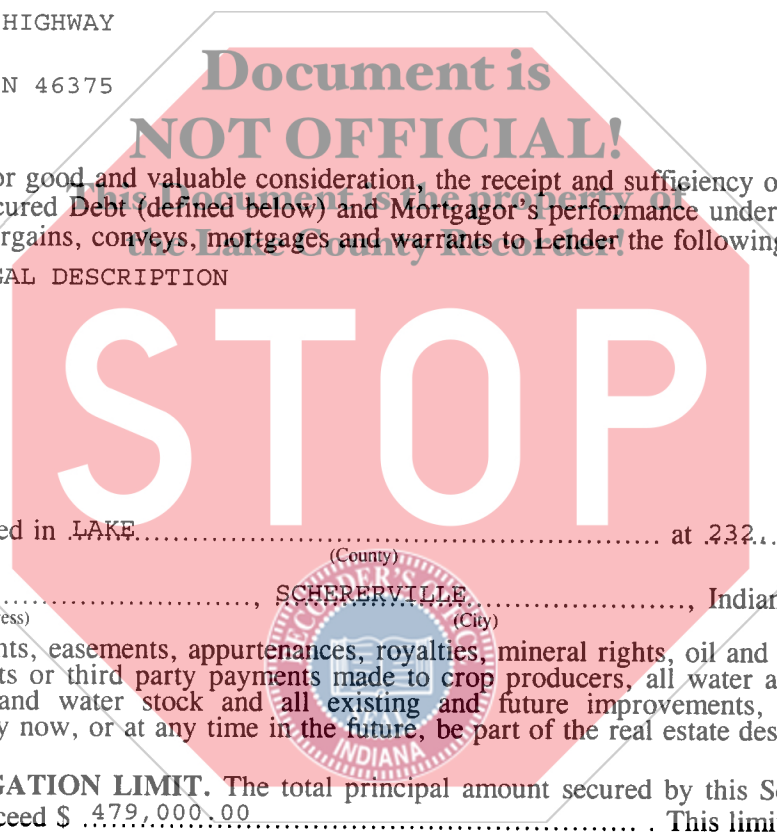 HIGHWAY
Document is
N 46375
NOT OFFICIAL!
or good and valuable consideration, the receipt and sufficiency o
This Document is the property of
cured Debt (defined below) and Mortgagor's performance under
rgains, conveys, mortgages and warrants to Lender the following
the Lake County Recorder!
GAL DESCRIPTION
STOP
ed in LAKE at 232
(County)
, SCHERERVILLE, Indian
ess) (City)
RECORDER'S OFFICE
nts, easements, appurtenances, royalties, mineral rights, oil and
ts or third party payments made to crop producers, all water a
and water stock and all existing and future improvements,
y now, or at any time in the future, be part of the real estate des
SEAL
INDIANA
GATION LIMIT. The total principal amount secured by this Se
ceed $ 479,000.00 . This limi